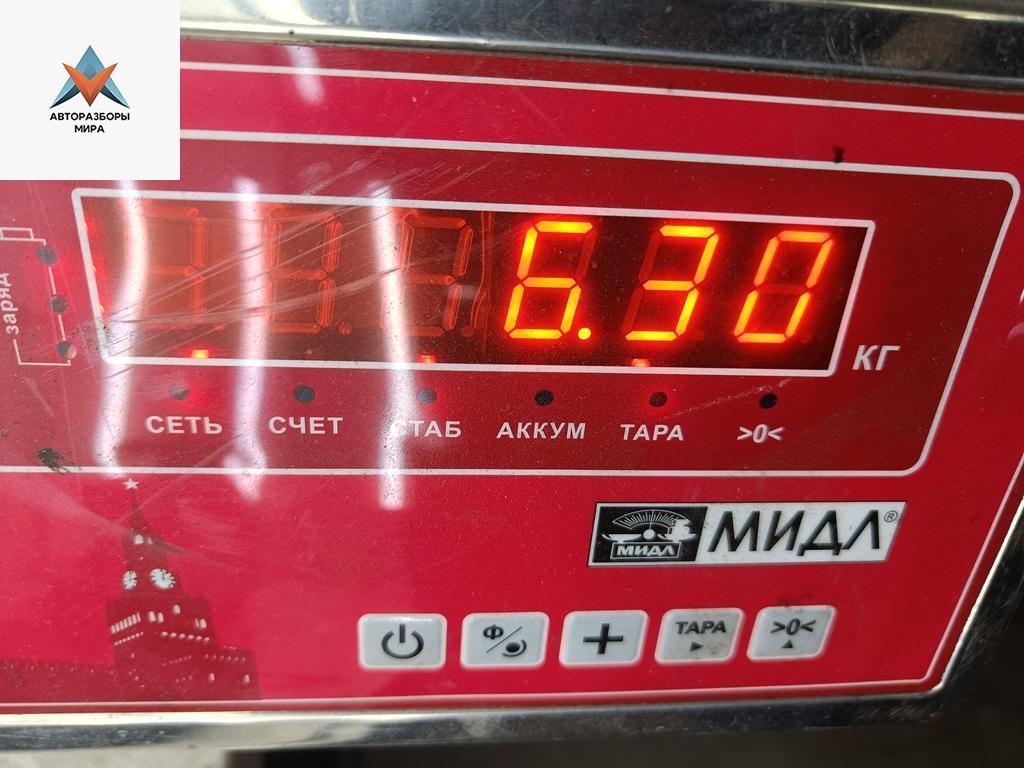 АВТОРАЗБОРЫ
МИРА
заряд
6.30
КГ
СЕТЬ СЧЕТ СТАБ АККУМ ТАРА >0<
МИДЛ МИДЛ®
Ф ТАРА >0<